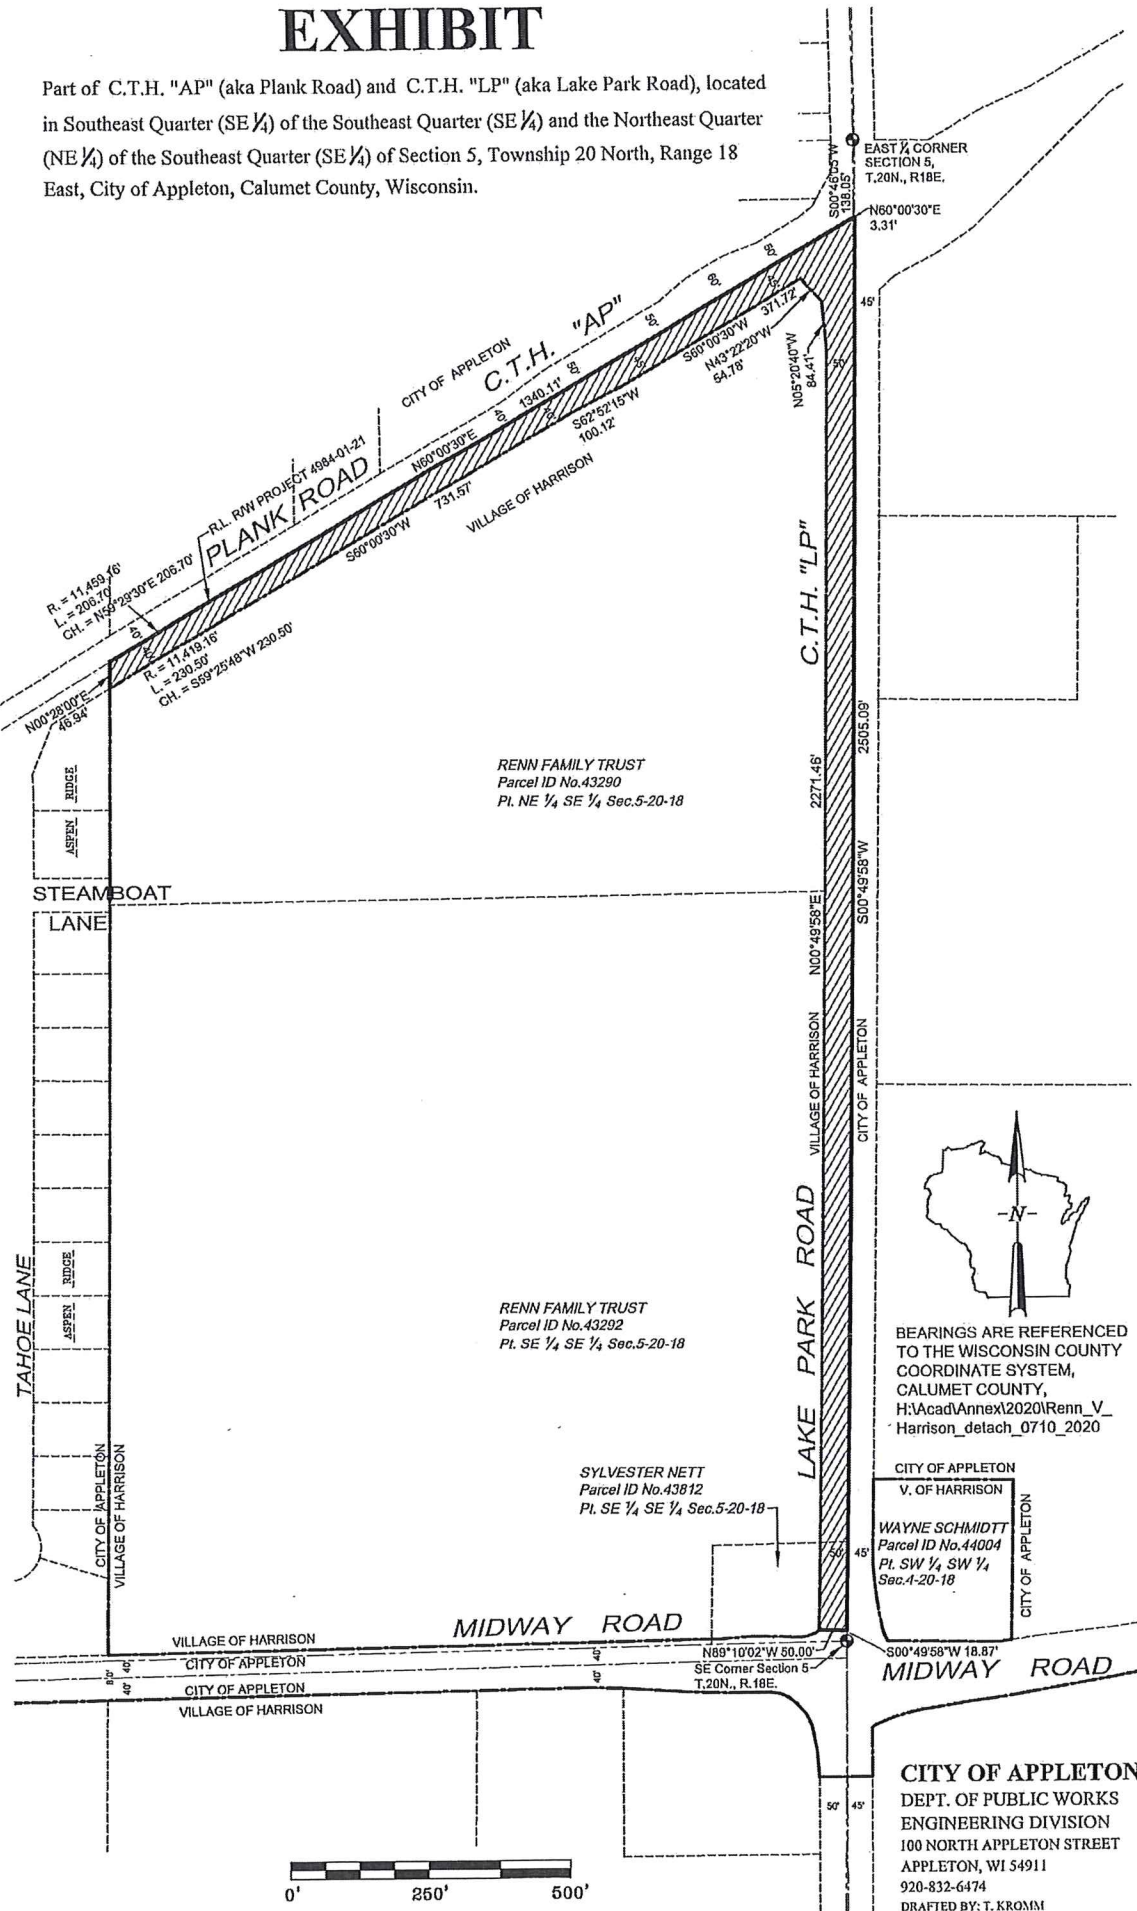 EXHIBIT
Part of C.T.H. "AP" (aka Plank Road) and C.T.H. "LP" (aka Lake Park Road), located
in Southeast Quarter (SE ¼) of the Southeast Quarter (SE ¼) and the Northeast Quarter
(NE ¼) of the Southeast Quarter (SE ¼) of Section 5, Township 20 North, Range 18
East, City of Appleton, Calumet County, Wisconsin.
EAST ¼ CORNER
SECTION 5,
T.20N., R18E.
S00°46'05"W
138.05'
N60°00'30"E
3.31'
50'
45'
60'
45'
50'
371.72'
S60°00'30"W
N43°22'20"W
54.78'
N05°20'40"W
84.41'
50'
C.T.H. "AP"
CITY OF APPLETON
50'
45'
1340.11'
40'
40'
S62°52'15"W
100.12'
N60°00'30"E
731.57'
VILLAGE OF HARRISON
R.L. R/W PROJECT 4984-01-21
PLANK ROAD
S60°00'30"W
R. = 11,459.16'
L. = 206.70'
CH. = N59°29'30"E 206.70'
40'
40'
R. = 11,419.16'
L. = 230.50'
CH. = S59°25'48"W 230.50'
N00°28'00"E
46.94'
C.T.H. "LP"
2505.09'
2271.46'
RENN FAMILY TRUST
Parcel ID No.43290
Pt. NE ¼ SE ¼ Sec.5-20-18
ASPEN RIDGE
STEAMBOAT
LANE
S00°49'58"W
N00°49'58"E
VILLAGE OF HARRISON
CITY OF APPLETON
LAKE PARK ROAD
-N-
BEARINGS ARE REFERENCED
TO THE WISCONSIN COUNTY
COORDINATE SYSTEM,
CALUMET COUNTY,
H:\Acad\Annex\2020\Renn_V_
Harrison_detach_0710_2020
TAHOE LANE
ASPEN RIDGE
RENN FAMILY TRUST
Parcel ID No.43292
Pt. SE ¼ SE ¼ Sec.5-20-18
CITY OF APPLETON
VILLAGE OF HARRISON
SYLVESTER NETT
Parcel ID No.43812
Pt. SE ¼ SE ¼ Sec.5-20-18
CITY OF APPLETON
V. OF HARRISON
WAYNE SCHMIDTT
Parcel ID No.44004
Pt. SW ¼ SW ¼
Sec.4-20-18
CITY OF APPLETON
50'
45'
MIDWAY ROAD
VILLAGE OF HARRISON
CITY OF APPLETON
80'
40'
40'
40'
40'
N89°10'02"W 50.00'
SE Corner Section 5
T.20N., R.18E.
S00°49'58"W 18.87'
MIDWAY ROAD
CITY OF APPLETON
VILLAGE OF HARRISON
50'
45'
0'
250'
500'
CITY OF APPLETON
DEPT. OF PUBLIC WORKS
ENGINEERING DIVISION
100 NORTH APPLETON STREET
APPLETON, WI 54911
920-832-6474
DRAFTED BY: T. KROMM